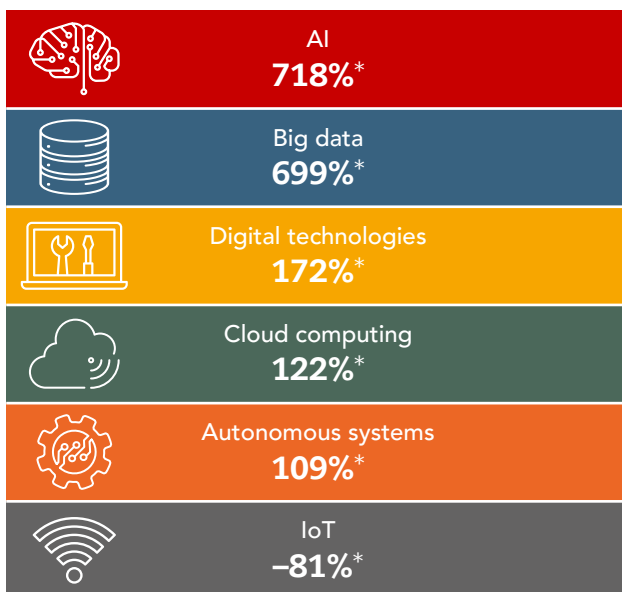 AI
718%*
Big data
699%*
Digital technologies
172%*
Cloud computing
122%*
Autonomous systems
109%*
IoT
–81%*